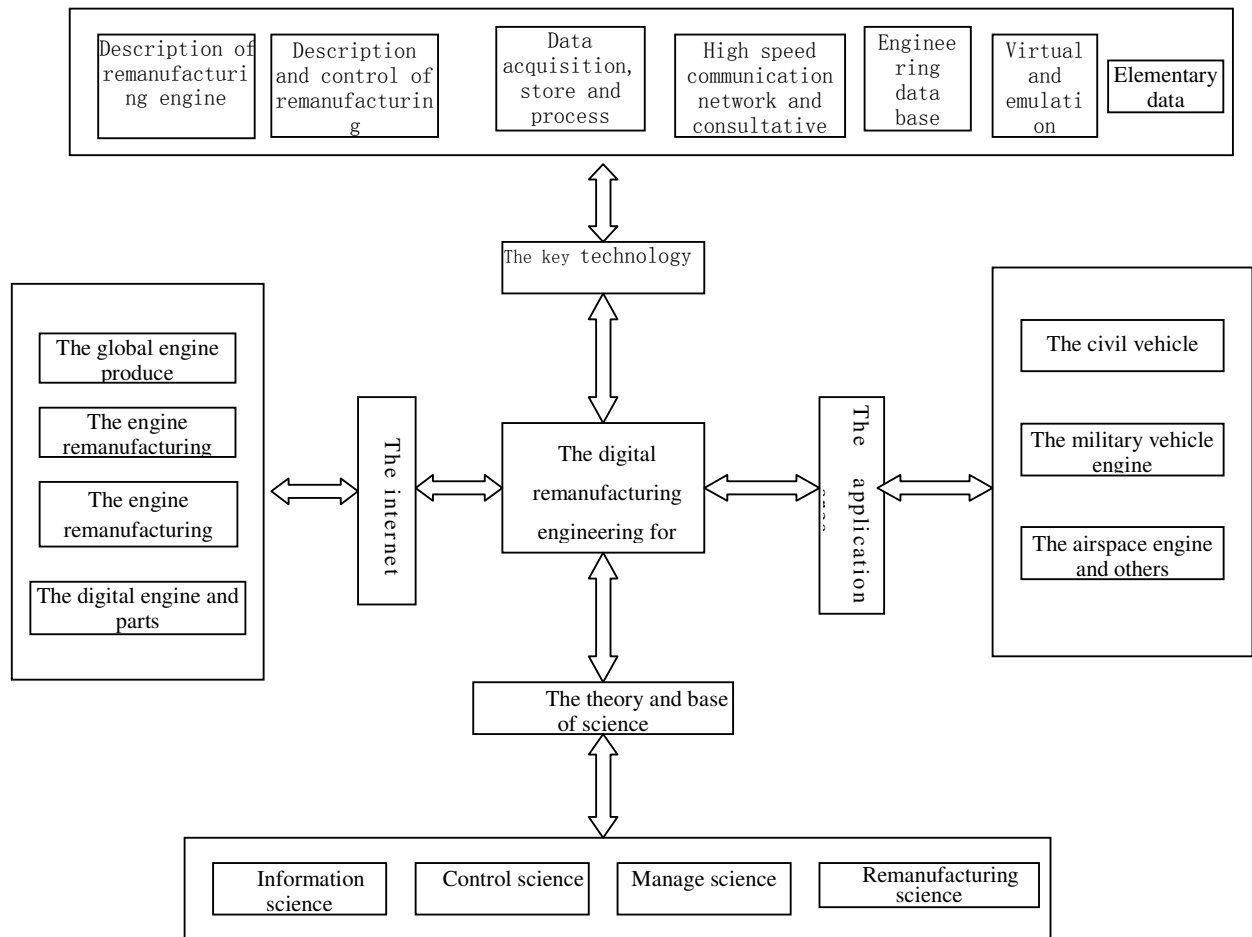 Description of
remanufacturi
ng engine
Description
and control of
remanufacturin
g
Data
acquisition,
store and
process
High speed
communication
network and
consultative
Enginee
ring
data
base
Virtual
and
emulati
on
Elementary
data
The key technology
The global engine
produce
The engine
remanufacturing
The engine
remanufacturing
The digital engine and
parts
The internet
The digital
remanufacturing
engineering for
The application
The civil vehicle
The military vehicle
engine
The airspace engine
and others
The theory and base
of science
Information
science
Control science
Manage science
Remanufacturing
science